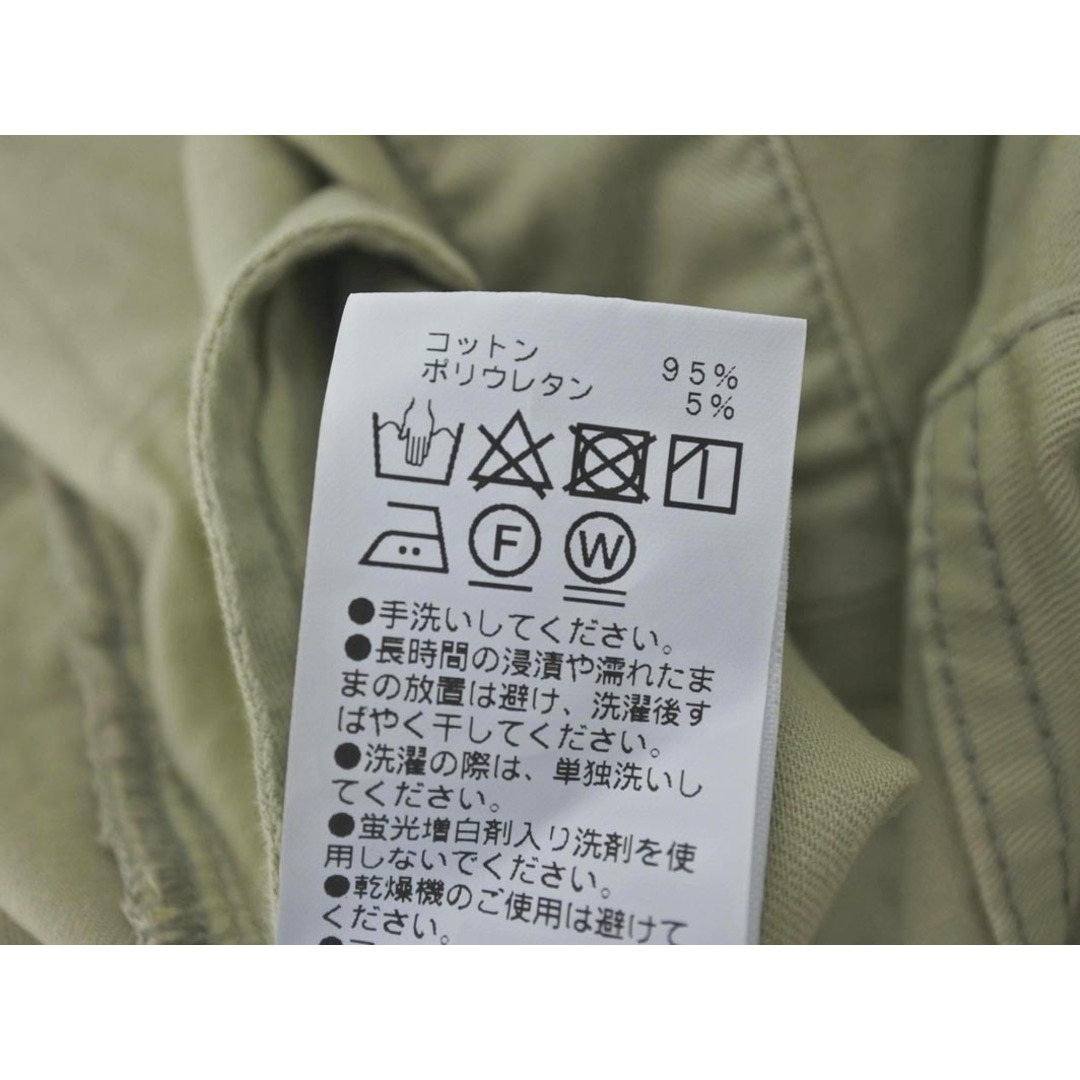 コットン 95%
ポリウレタン 5%
F W
●手洗いしてください。
●長時間の浸漬や濡れたま
まの放置は避け、洗濯後す
ばやく干してください。
●洗濯の際は、単独洗いし
てください。
●蛍光増白剤入り洗剤を使
用しないでください。
●乾燥機のご使用は避けて
ください。